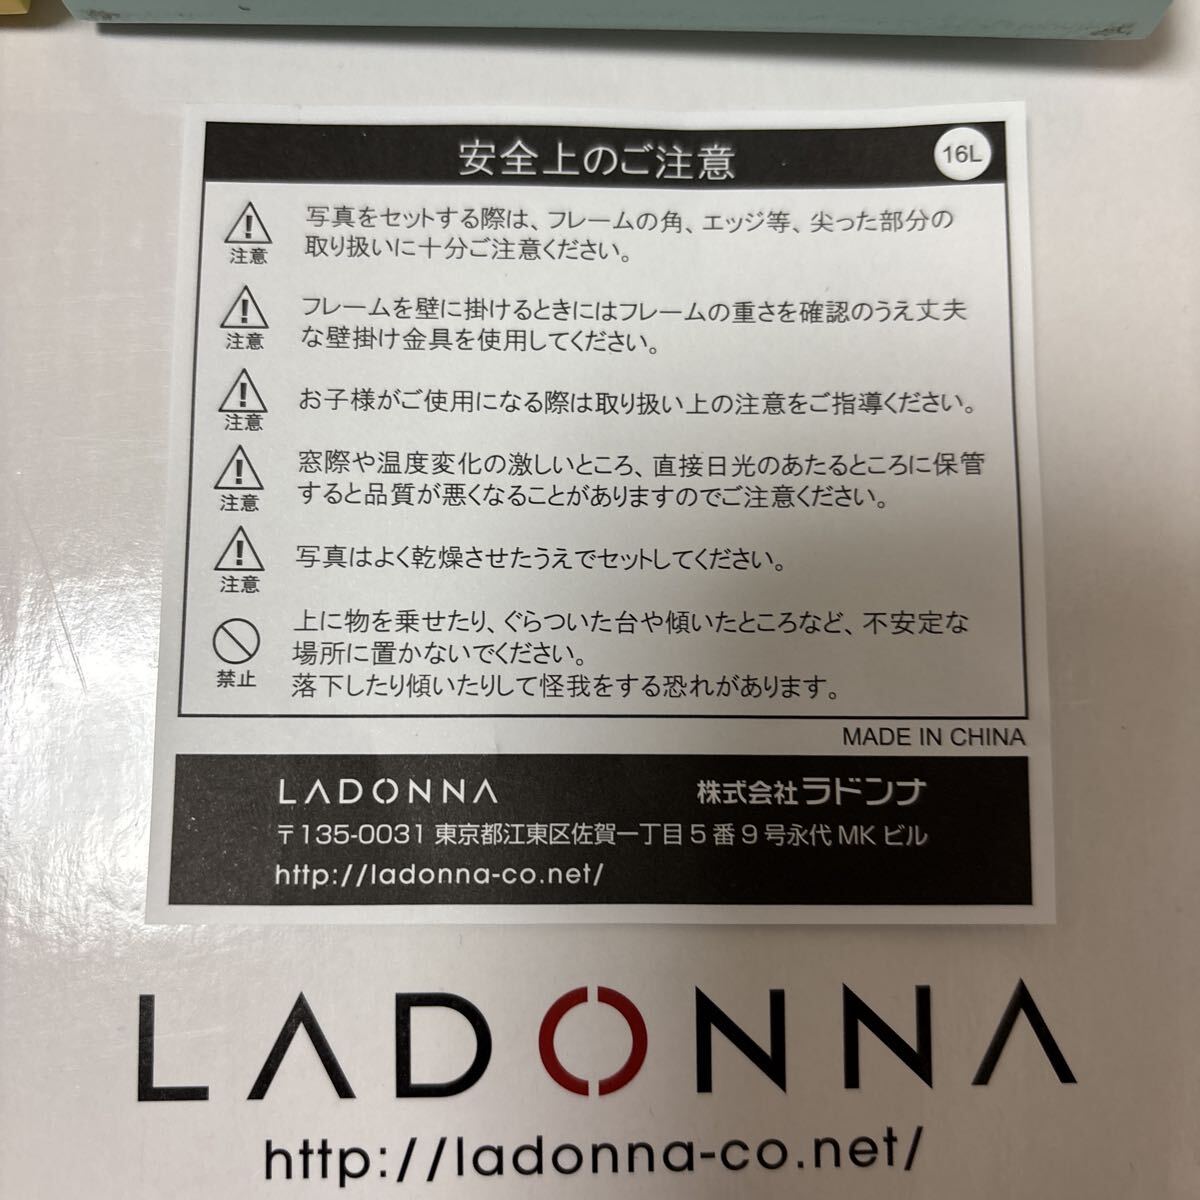 安全上のご注意
16L
注意
写真をセットする際は、フレームの角、エッジ等、尖った部分の
取り扱いに十分ご注意ください。
注意
フレームを壁に掛けるときにはフレームの重さを確認のうえ丈夫
な壁掛け金具を使用してください。
注意
お子様がご使用になる際は取り扱い上の注意をご指導ください。
注意
窓際や温度変化の激しいところ、直接日光のあたるところに保管
すると品質が悪くなることがありますのでご注意ください。
注意
写真はよく乾燥させたうえでセットしてください。
禁止
上に物を乗せたり、ぐらついた台や傾いたところなど、不安定な
場所に置かないでください。
落下したり傾いたりして怪我をする恐れがあります。
MADE IN CHINA
LADONNA 株式会社ラドンナ
〒135-0031 東京都江東区佐賀一丁目5番9号永代MKビル
http://ladonna-co.net/
LADONNA
http://ladonna-co.net/